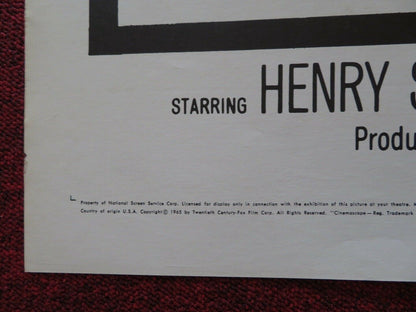 STARRING HENRY S
Produ
Property of National Screen Service Corp. Licensed for display only in connection with the exhibition of this picture at your theatre.
Country of origin U.S.A. Copyright © 1965 by Twentieth Century-Fox Film Corp. All Rights Reserved. "Cinemascope—Reg. Trademark